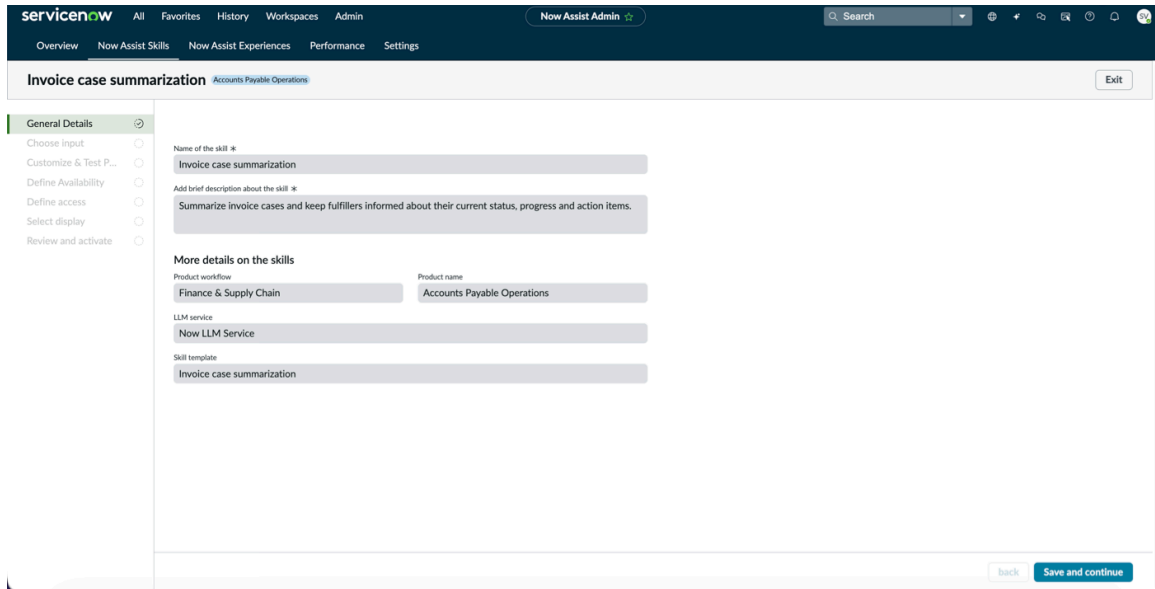 servicenow All Favorites History Workspaces Admin Now Assist Admin ☆ Search SV
Overview Now Assist Skills Now Assist Experiences Performance Settings
Invoice case summarization Accounts Payable Operations Exit
General Details
Choose input
Customize & Test P...
Define Availability
Define access
Select display
Review and activate
Name of the skill *
Invoice case summarization
Add brief description about the skill *
Summarize invoice cases and keep fulfillers informed about their current status, progress and action items.
More details on the skills
Product workflow Product name
Finance & Supply Chain Accounts Payable Operations
LLM service
Now LLM Service
Skill template
Invoice case summarization
back Save and continue